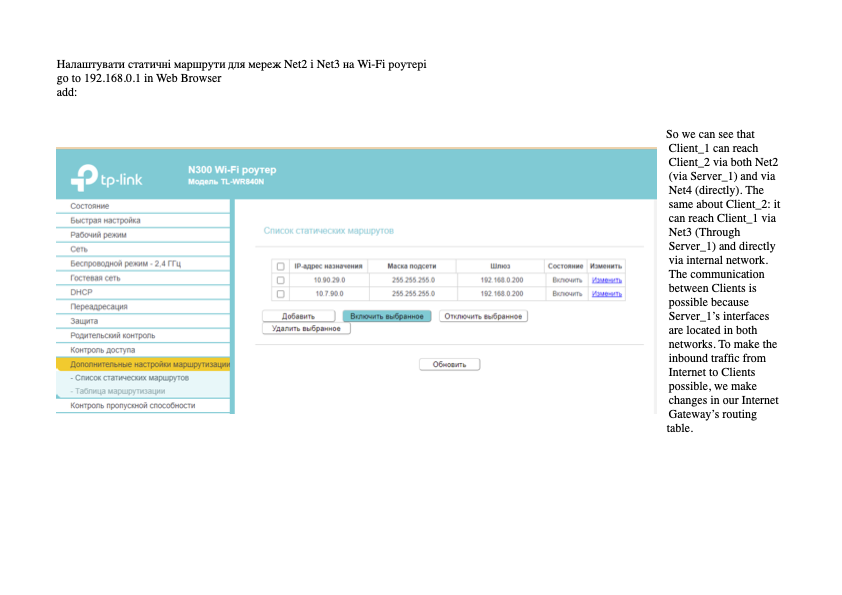 Налаштувати статичні маршрути для мереж Net2 і Net3 на Wi-Fi роутері
go to 192.168.0.1 in Web Browser
add:
tp-link
N300 Wi-Fi роутер
Модель TL-WR840N
Состояние
Быстрая настройка
Рабочий режим
Сеть
Беспроводной режим - 2,4 ГГц
Гостевая сеть
DHCP
Переадресация
Защита
Родительский контроль
Контроль доступа
Дополнительные настройки маршрутизации
- Список статических маршрутов
- Таблица маршрутизации
Контроль пропускной способности
Список статических маршрутов
IP-адрес назначения Маска подсети Шлюз Состояние Изменить
10.90.29.0 255.255.255.0 192.168.0.200 Включить Изменить
10.7.90.0 255.255.255.0 192.168.0.200 Включить Изменить
Добавить Включить выбранное Отключить выбранное
Удалить выбранное
Обновить
So we can see that
Client_1 can reach
Client_2 via both Net2
(via Server_1) and via
Net4 (directly). The
same about Client_2: it
can reach Client_1 via
Net3 (Through
Server_1) and directly
via internal network.
The communication
between Clients is
possible because
Server_1’s interfaces
are located in both
networks. To make the
inbound traffic from
Internet to Clients
possible, we make
changes in our Internet
Gateway’s routing
table.